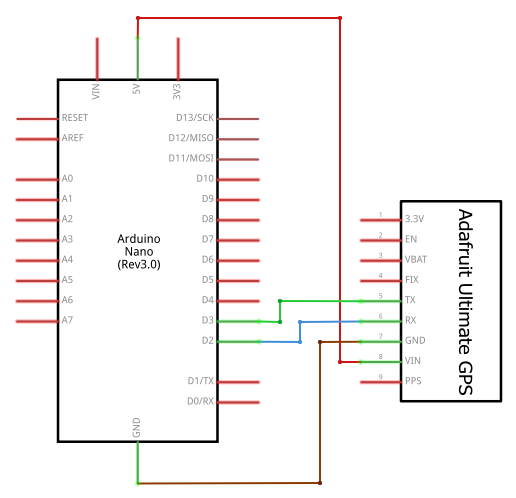 VIN
5V
3V3
RESET
AREF
A0
A1
A2
A3
A4
A5
A6
A7
Arduino
Nano
(Rev3.0)
D13/SCK
D12/MISO
D11/MOSI
D10
D9
D8
D7
D6
D5
D4
D3
D2
D1/TX
D0/RX
GND
1 3.3V
2 EN
3 VBAT
4 FIX
5 TX
6 RX
7 GND
8 VIN
9 PPS
Adafruit Ultimate GPS